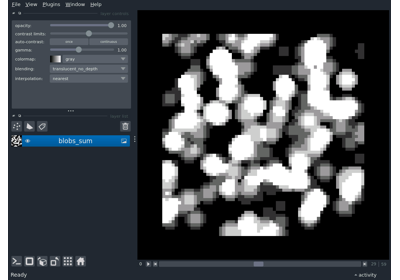 File View Plugins Window Help
opacity: 1.00
contrast limits:
auto-contrast: once continuous
gamma: 1.00
colormap: gray
blending: translucent_no_depth
interpolation: nearest
blobs_sum
Ready
activity